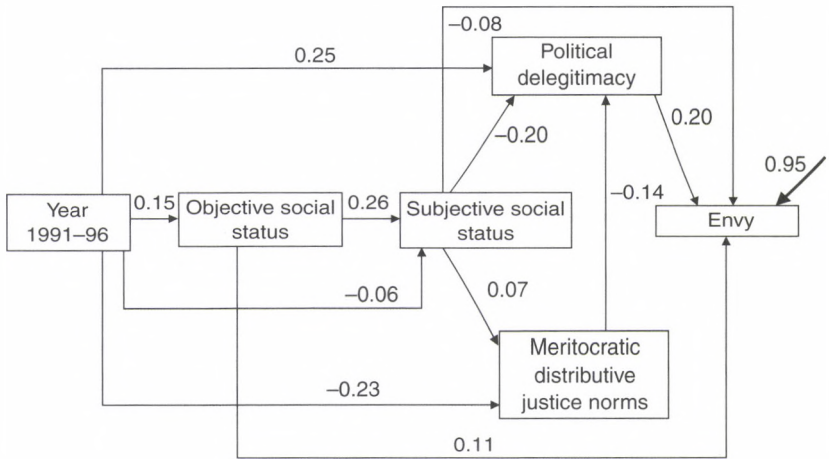 −0.08
Political
delegitimacy
0.25
0.20
−0.20
0.95
−0.14
Year
1991–96
0.15
Objective social
status
0.26
Subjective social
status
Envy
−0.06
0.07
Meritocratic
distributive
justice norms
−0.23
0.11